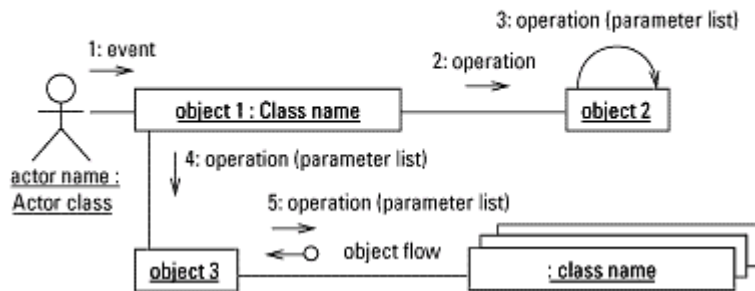 3: operation (parameter list)
1: event
2: operation
object 1 : Class name
object 2
4: operation (parameter list)
actor name :
Actor class
5: operation (parameter list)
object flow
object 3
: class name